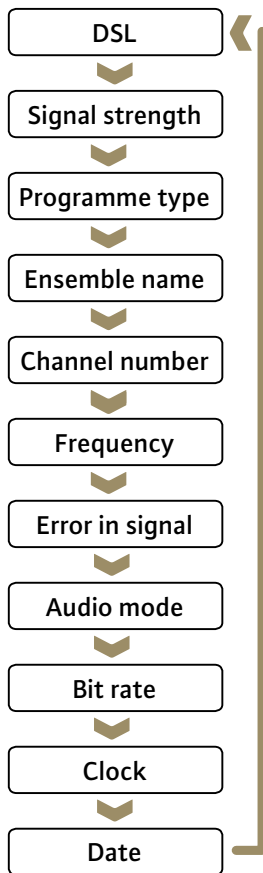 DSL
Signal strength
Programme type
Ensemble name
Channel number
Frequency
Error in signal
Audio mode
Bit rate
Clock
Date